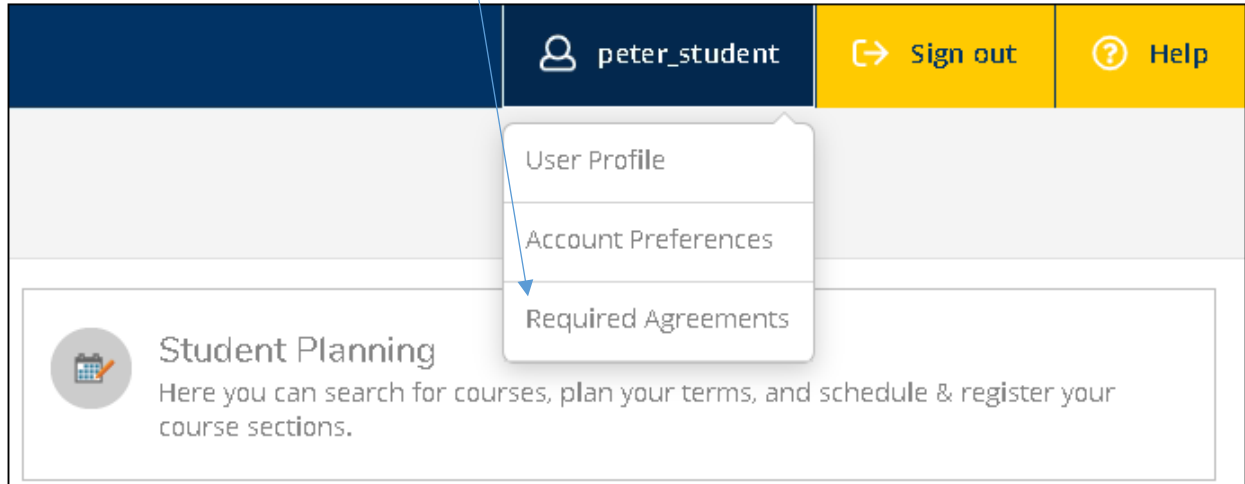 peter_student Sign out Help
User Profile
Account Preferences
Required Agreements
Student Planning
Here you can search for courses, plan your terms, and schedule & register your
course sections.